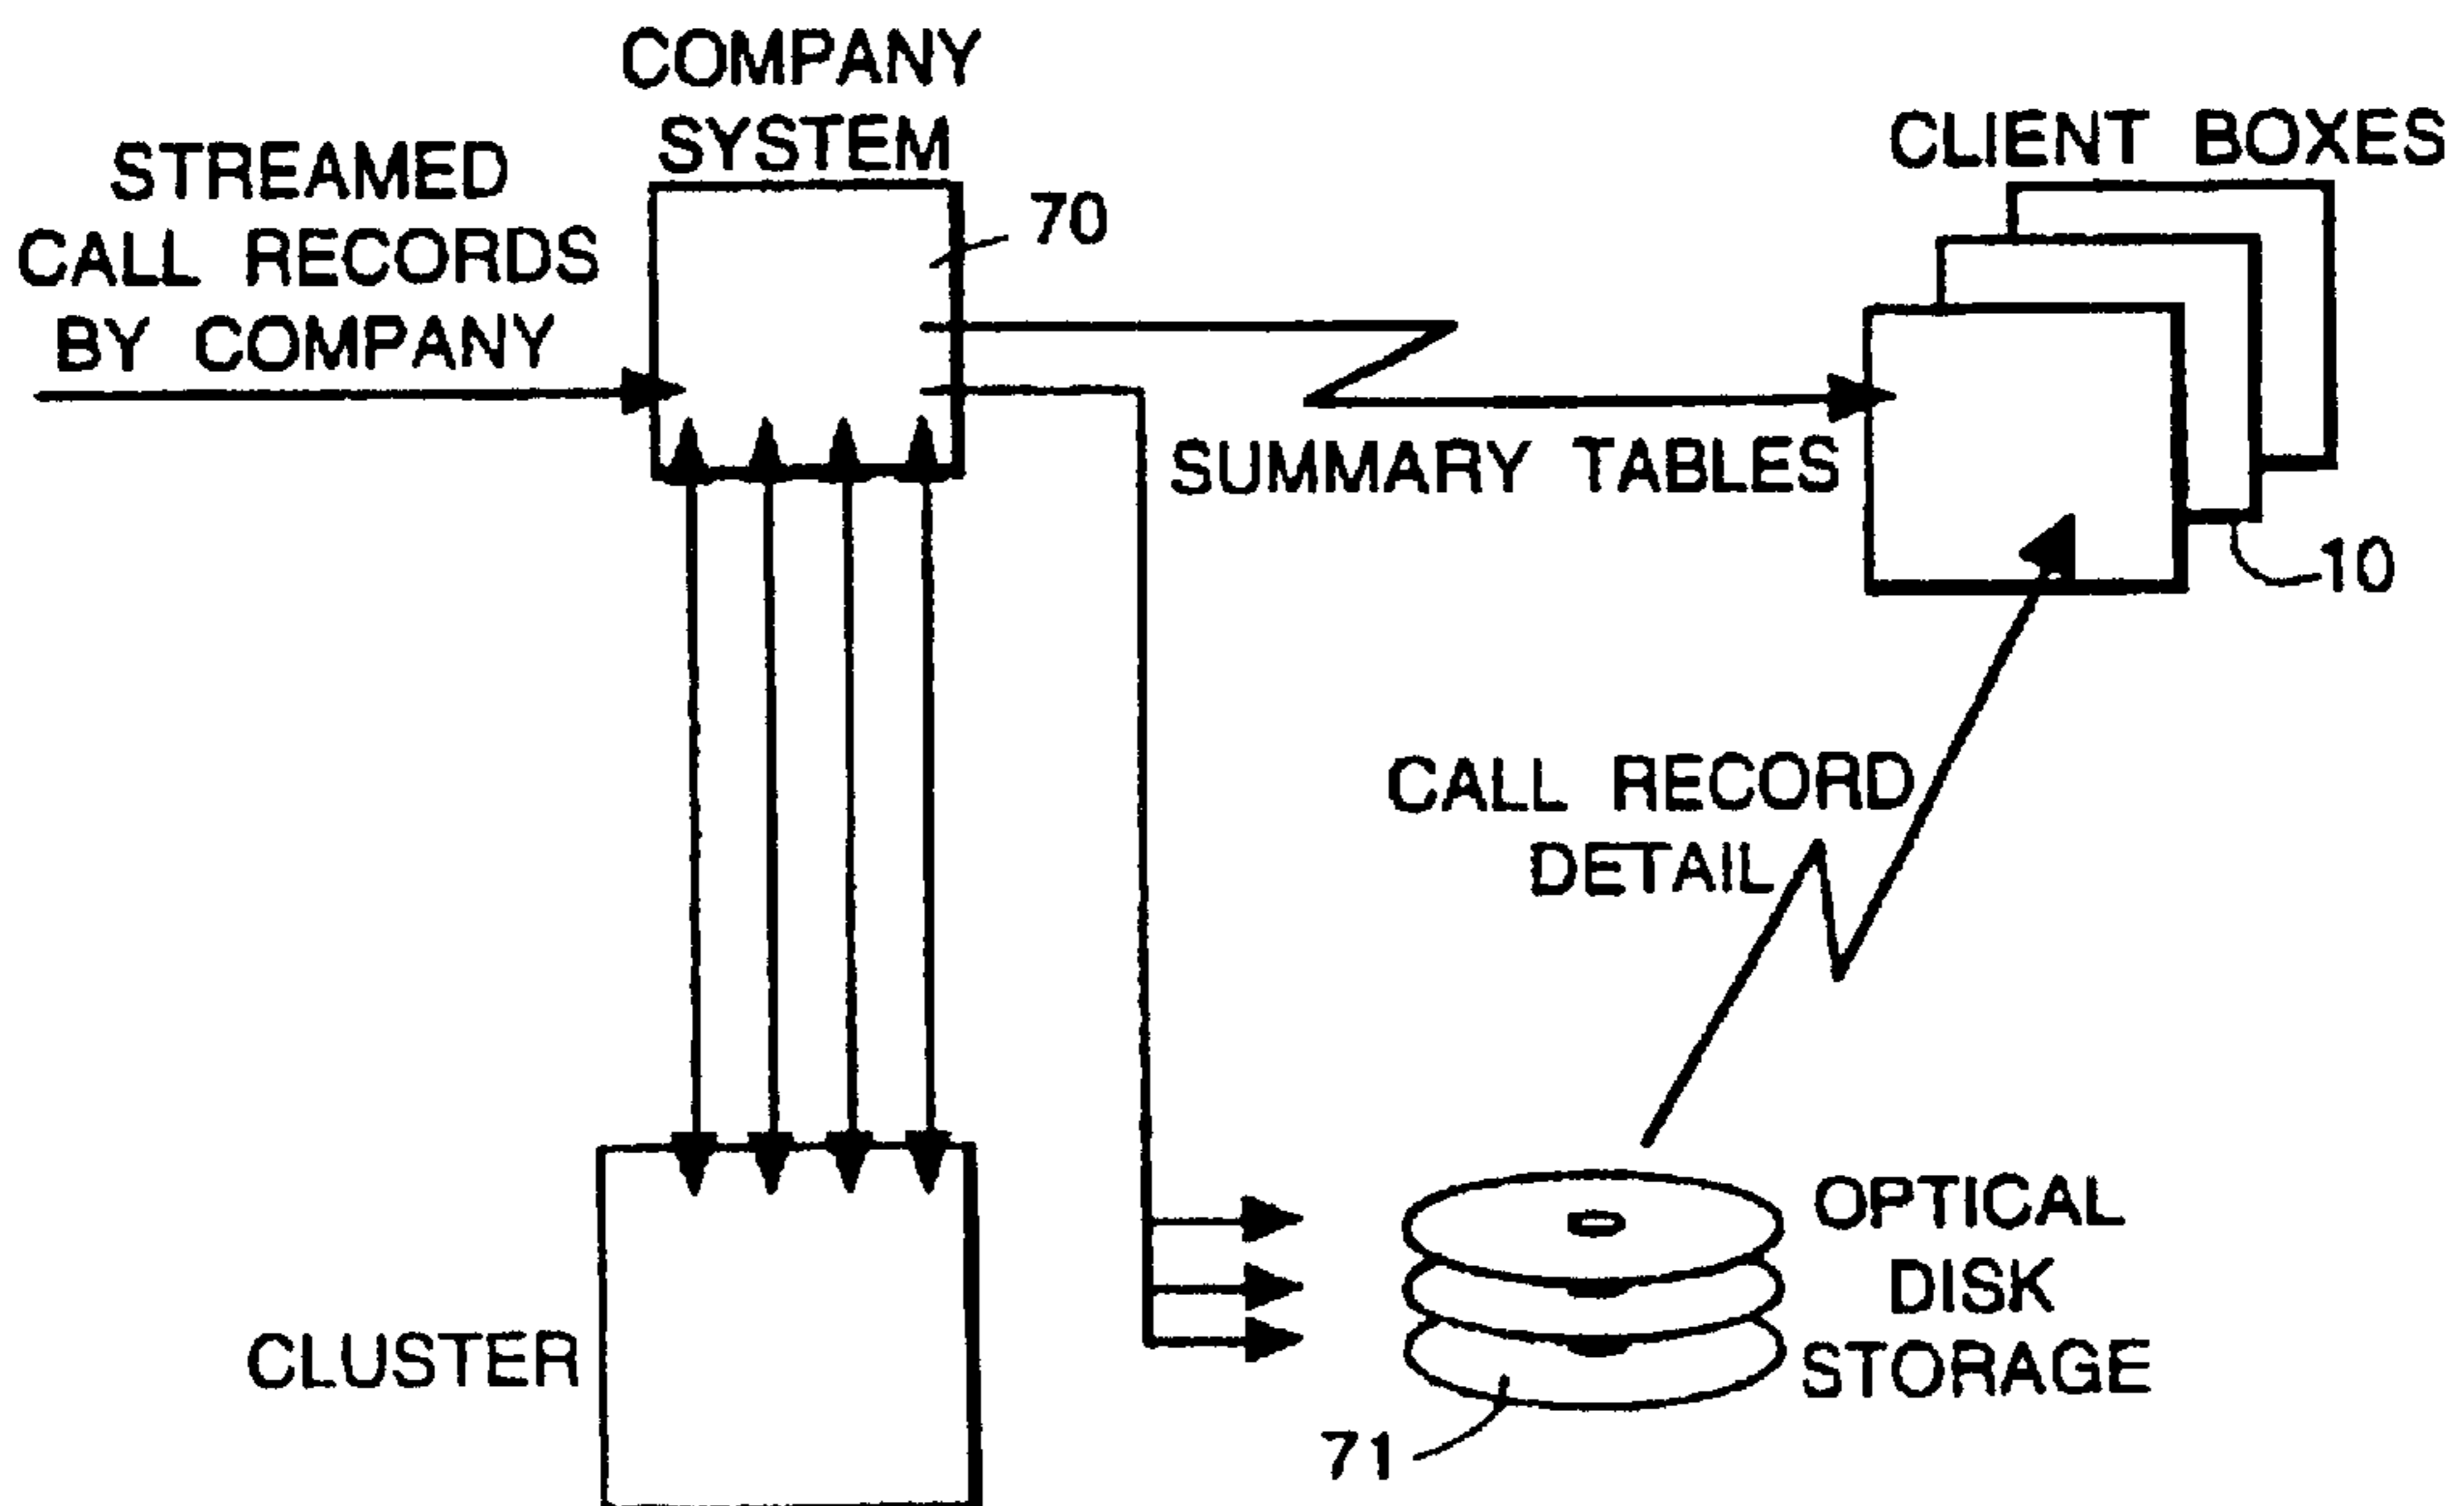 COMPANY
SYSTEM
STREAMED
CALL RECORDS
BY COMPANY
70
CLIENT BOXES
SUMMARY TABLES
10
CALL RECORD
DETAIL
CLUSTER
OPTICAL
DISK
STORAGE
71